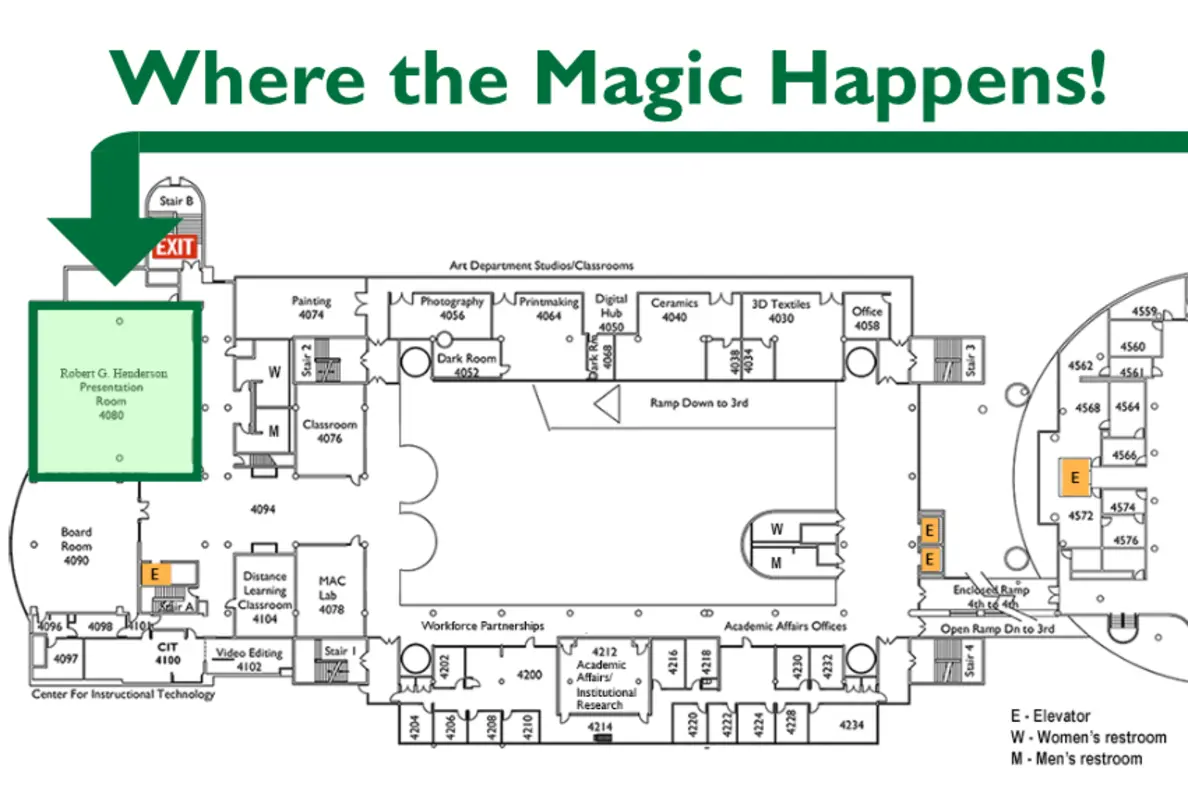 Where the Magic Happens!
Stair B
EXIT
Art Department Studios/Classrooms
Painting
4074
Photography
4056
Printmaking
4064
Digital
Hub
4050
Ceramics
4040
3D Textiles
4030
Office
4058
Dark Room
4052
Dark Rm
4068
4038
4034
Stair 2
Stair 3
W
M
Classroom
4076
Ramp Down to 3rd
Robert G. Henderson
Presentation
Room
4080
4094
Board
Room
4090
E
Stair A
Distance
Learning
Classroom
4104
MAC
Lab
4078
W
M
E
E
4559
4560
4561
4562
4568
4564
4566
E
4572
4574
4576
Enclosed Ramp
4th to 4th
Open Ramp Dn to 3rd
4096
4098
4101
4097
CIT
4100
Video Editing
4102
Center For Instructional Technology
Stair 1
Workforce Partnerships
Academic Affairs Offices
4202
4200
4212
Academic
Affairs/
Institutional
Research
4214
4216
4218
4230
4232
Stair 4
4204
4206
4208
4210
4220
4222
4224
4228
4234
E - Elevator
W - Women's restroom
M - Men's restroom